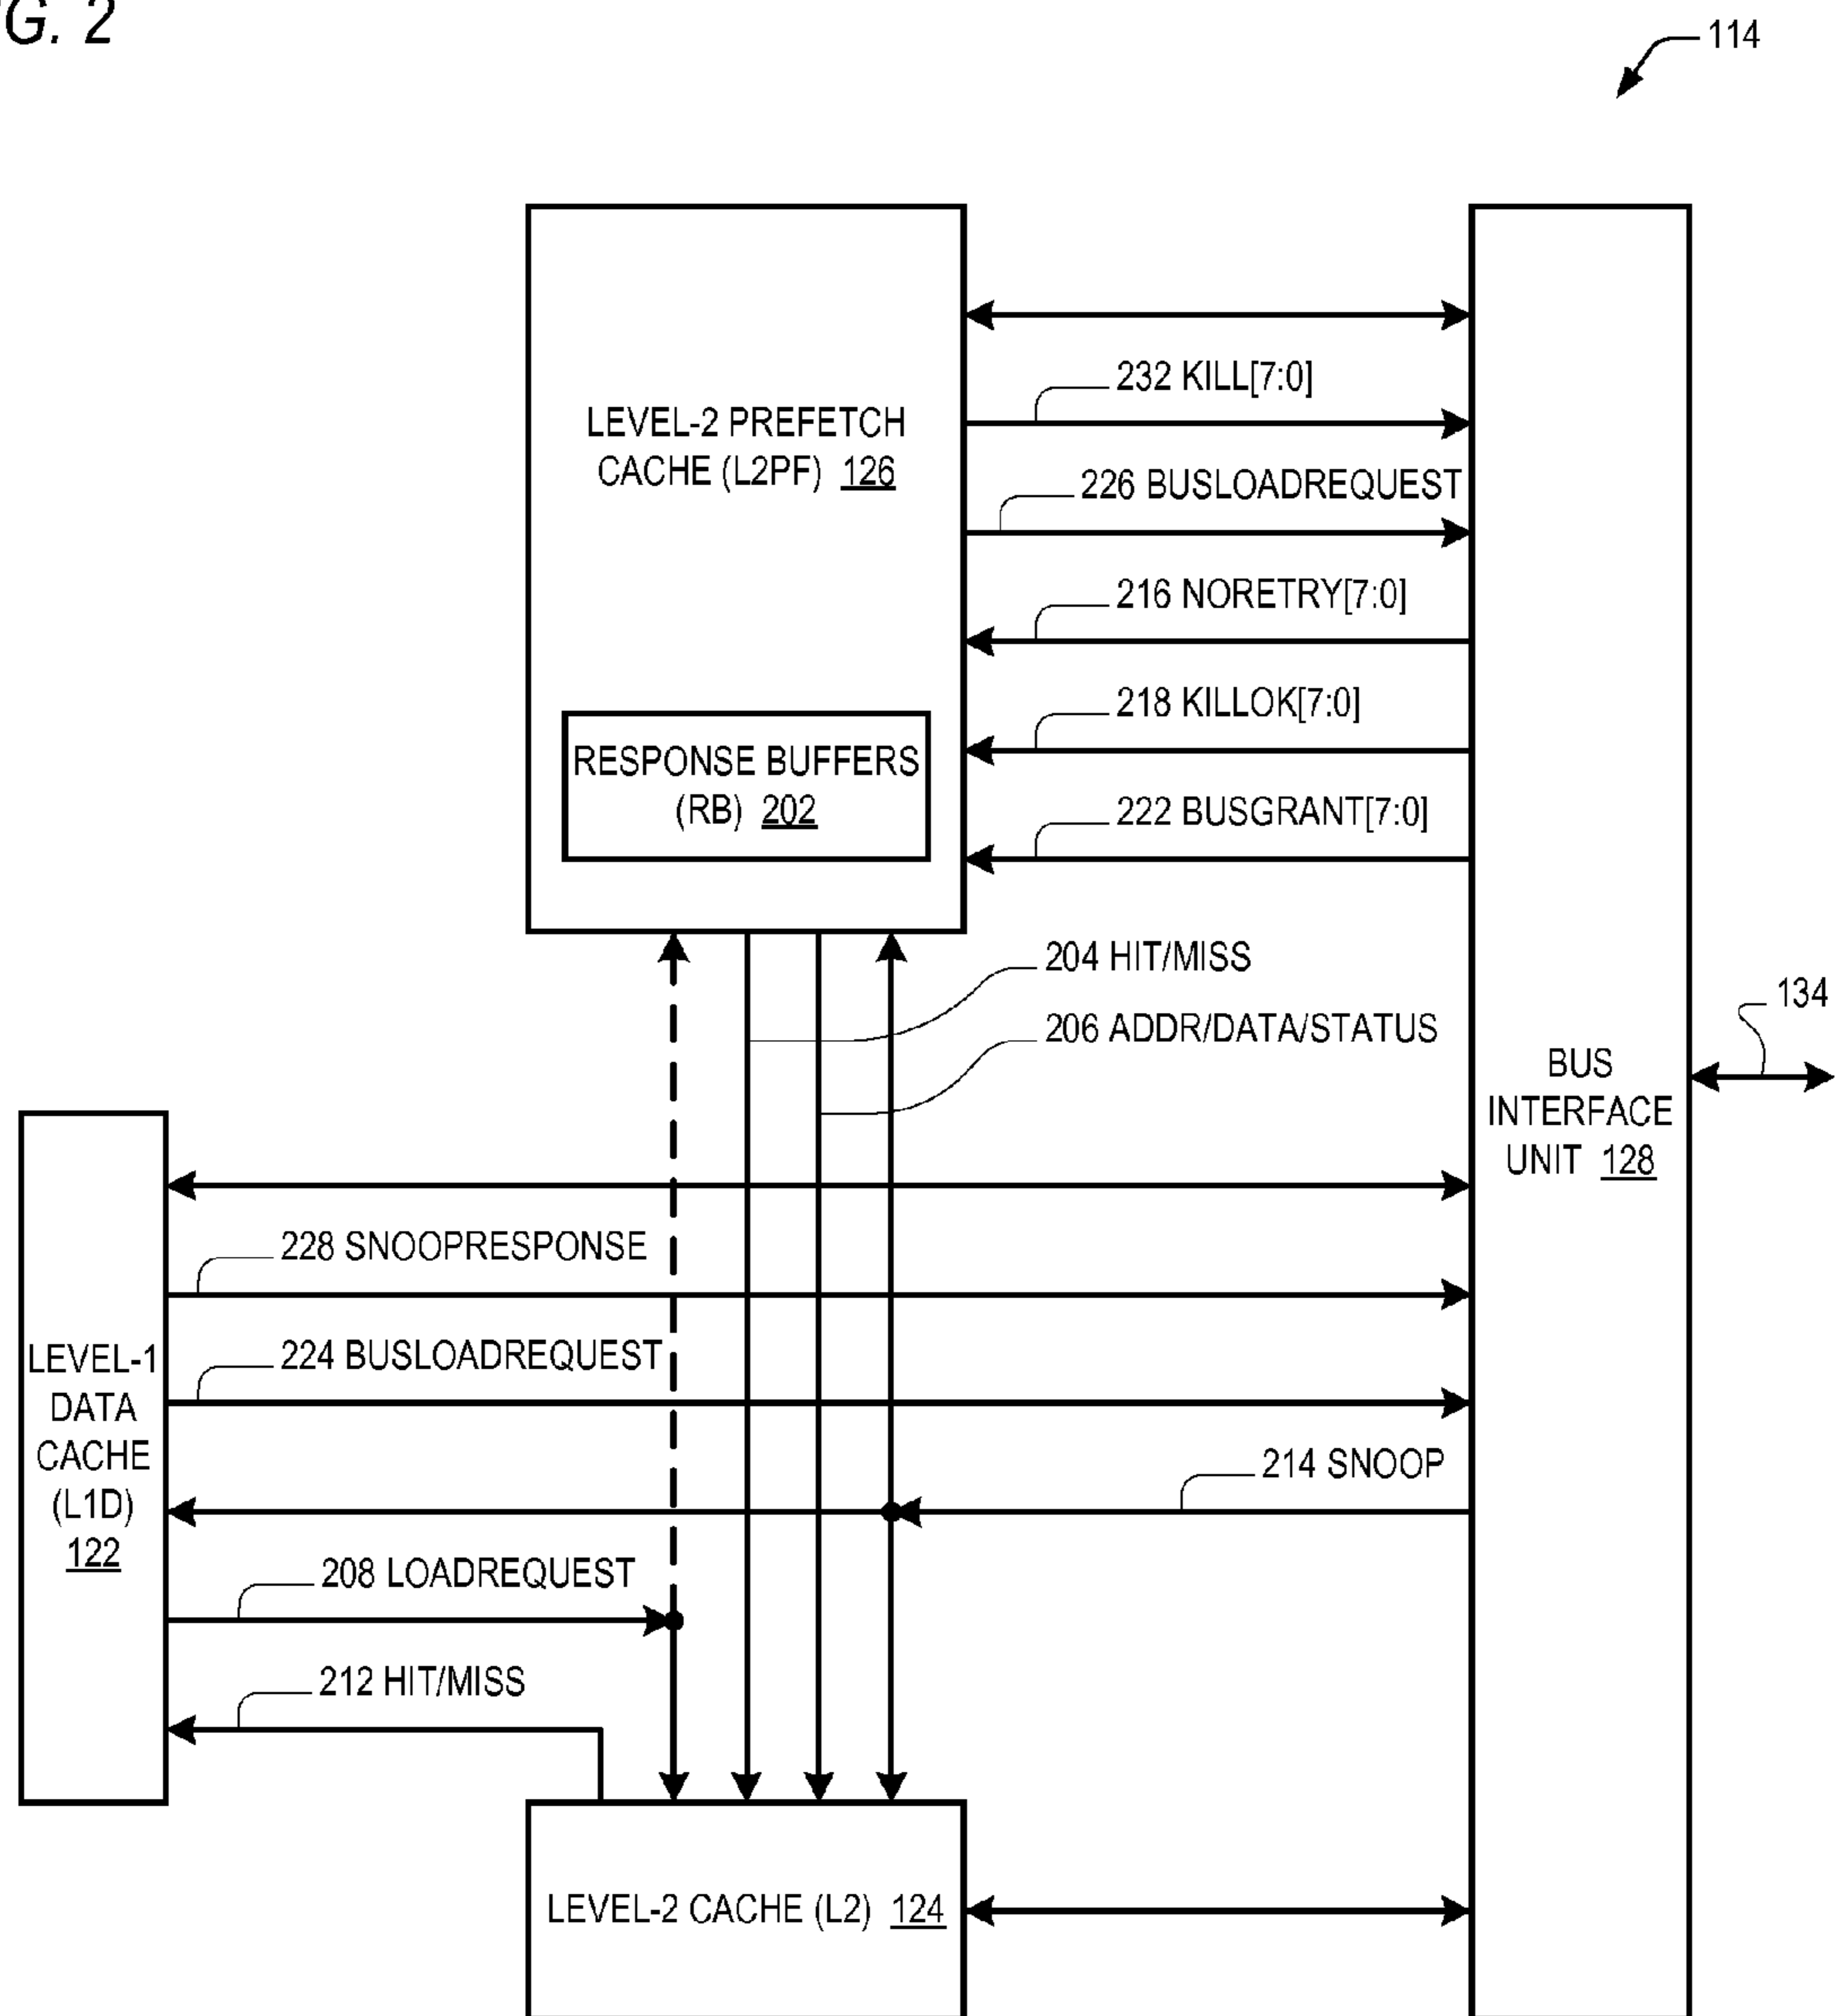 G. 2
114
232 KILL[7:0]
LEVEL-2 PREFETCH
CACHE (L2PF) 126
226 BUSLOADREQUEST
216 NORETRY[7:0]
218 KILLOK[7:0]
RESPONSE BUFFERS
(RB) 202
222 BUSGRANT[7:0]
204 HIT/MISS
206 ADDR/DATA/STATUS
134
BUS
INTERFACE
UNIT 128
228 SNOOPRESPONSE
224 BUSLOADREQUEST
LEVEL-1
DATA
CACHE
(L1D)
122
214 SNOOP
208 LOADREQUEST
212 HIT/MISS
LEVEL-2 CACHE (L2) 124